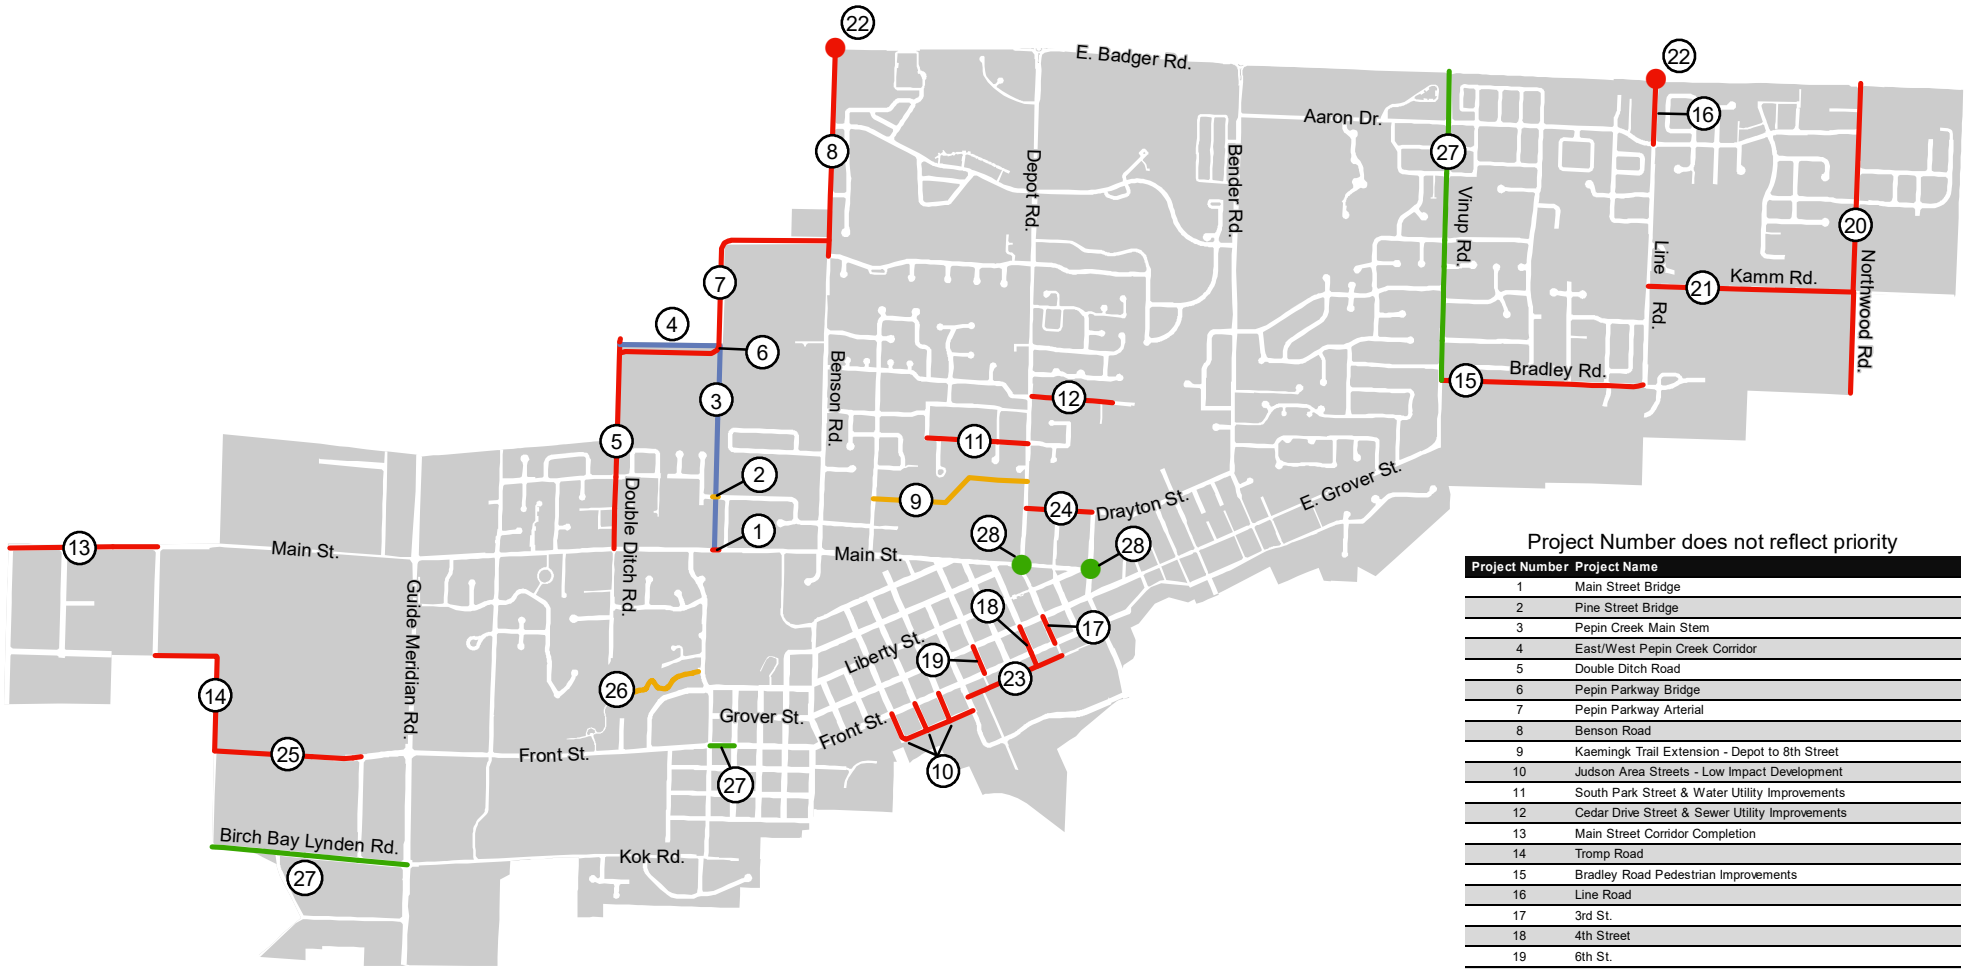 22
E. Badger Rd.
22
Aaron Dr.
16
8
27
Depot Rd.
Bender Rd.
Vinup Rd.
20
Line Rd.
Northwood Rd.
7
21
Kamm Rd.
4
6
Benson Rd.
3
12
15
Bradley Rd.
5
11
2
9
Double Ditch Rd.
24
Drayton St.
E. Grover St.
13
Main St.
1
Main St.
28
28
Guide Meridian Rd.
18
17
Liberty St.
19
23
14
26
Grover St.
Front St.
25
Front St.
27
10
Birch Bay Lynden Rd.
27
Kok Rd.
Project Number does not reflect priority
Project Number Project Name
1 Main Street Bridge
2 Pine Street Bridge
3 Pepin Creek Main Stem
4 East/West Pepin Creek Corridor
5 Double Ditch Road
6 Pepin Parkway Bridge
7 Pepin Parkway Arterial
8 Benson Road
9 Kaemingk Trail Extension - Depot to 8th Street
10 Judson Area Streets - Low Impact Development
11 South Park Street & Water Utility Improvements
12 Cedar Drive Street & Sewer Utility Improvements
13 Main Street Corridor Completion
14 Tromp Road
15 Bradley Road Pedestrian Improvements
16 Line Road
17 3rd St.
18 4th Street
19 6th St.